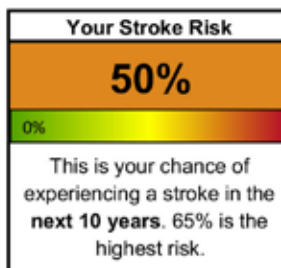 Your Stroke Risk
50%
0%
This is your chance of
experiencing a stroke in the
next 10 years. 65% is the
highest risk.